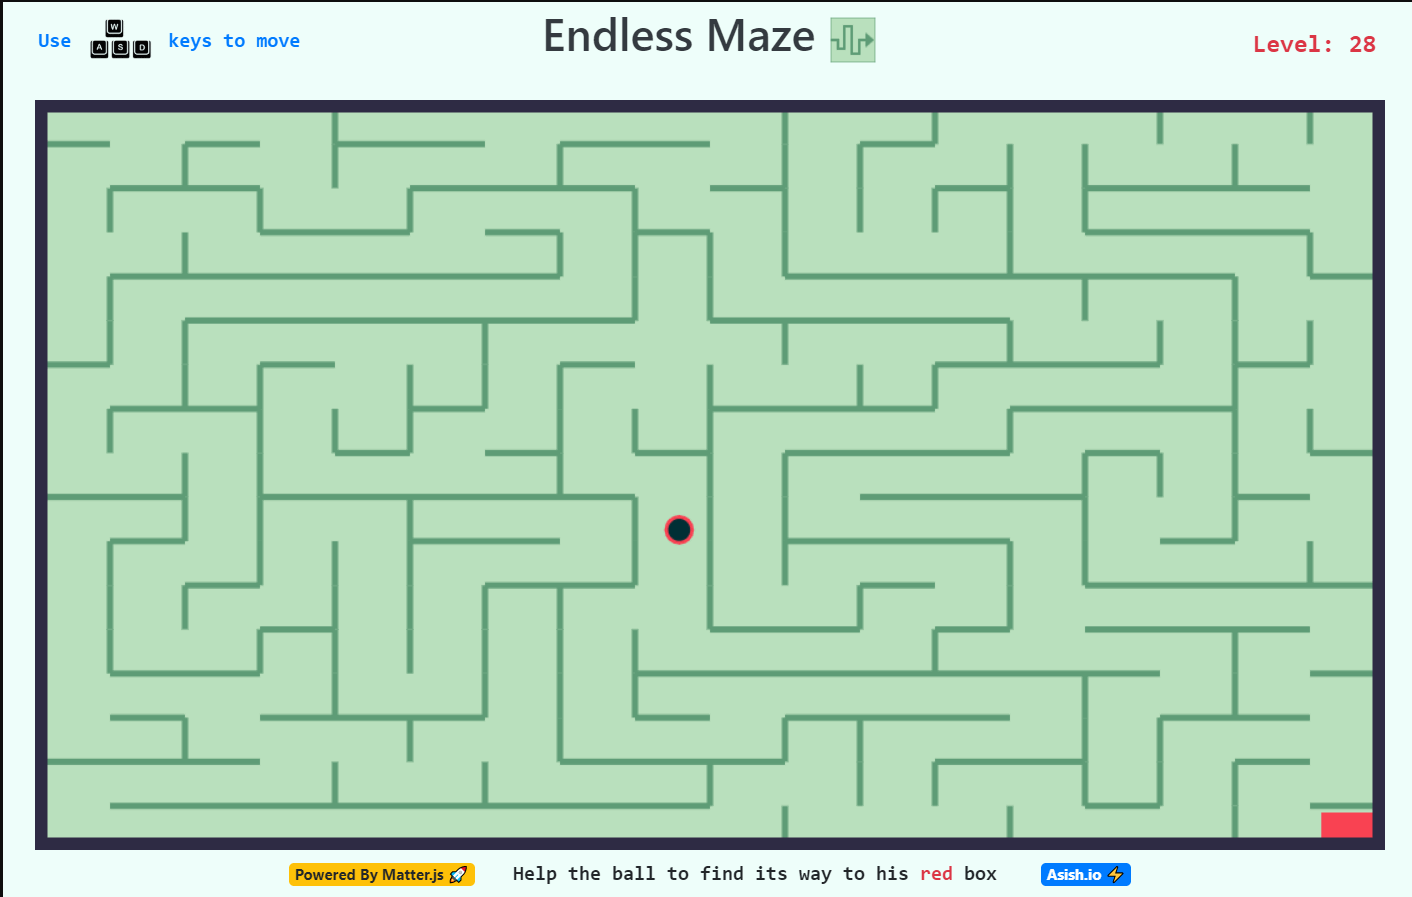 Use W A S D keys to move
Endless Maze
Level: 28
Powered By Matter.js 🚀
Help the ball to find its way to his red box
Asish.io ⚡